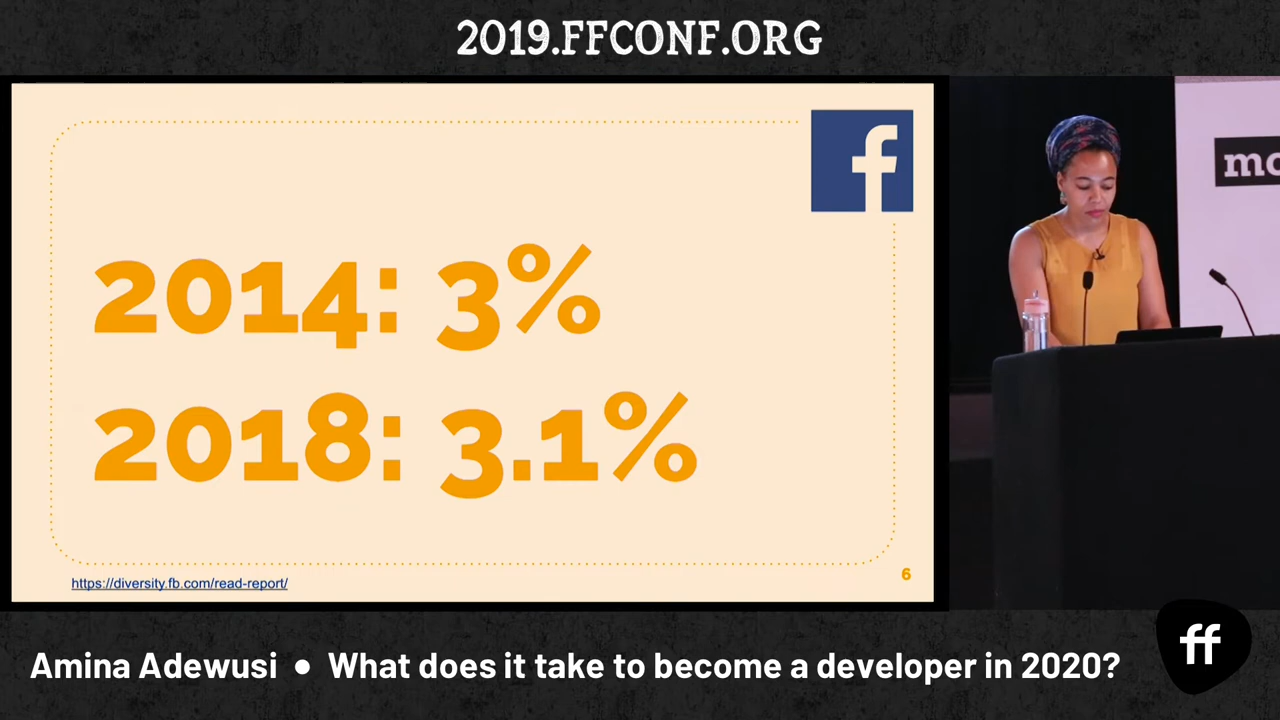 2019.FFCONF.ORG
f
2014: 3%
2018: 3.1%
https://diversity.fb.com/read-report/
6
mo
Amina Adewusi • What does it take to become a developer in 2020?
ff